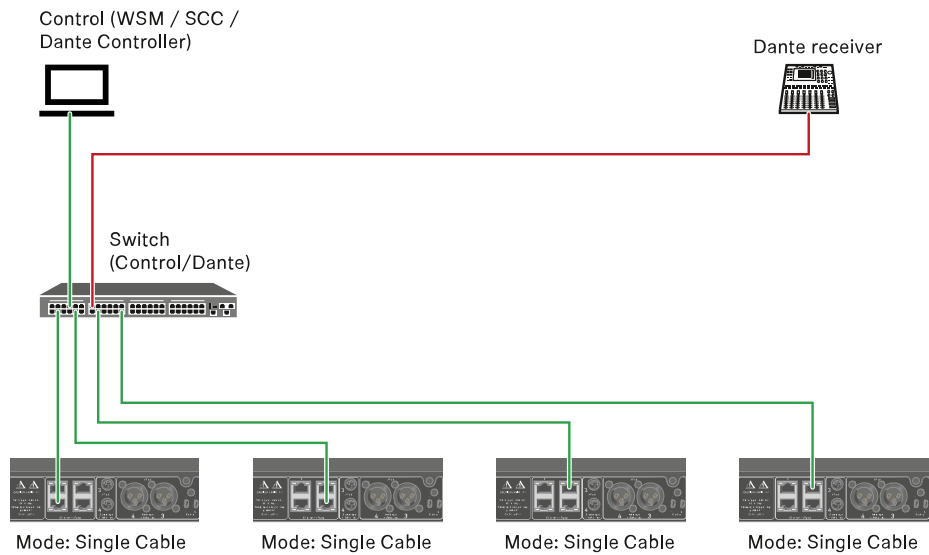 Control (WSM / SCC /
Dante Controller)
Dante receiver
Switch
(Control/Dante)
Mode: Single Cable
Mode: Single Cable
Mode: Single Cable
Mode: Single Cable